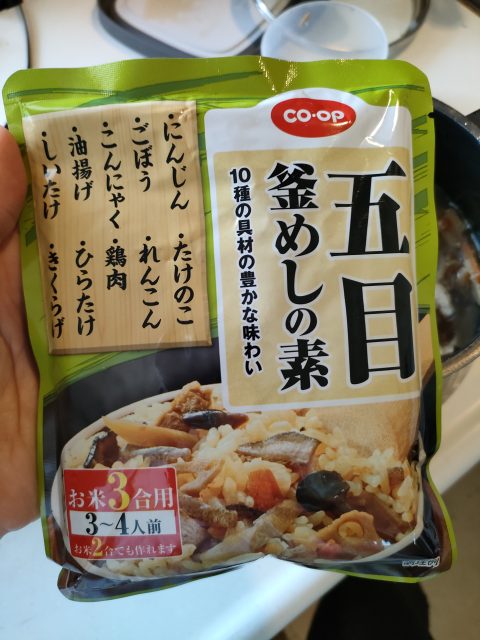 CO·OP
五目
釜めしの素
10種の具材の豊かな味わい
・にんじん ・たけのこ
・ごぼう ・れんこん
・こんにゃく ・鶏肉
・油揚げ ・ひらたけ
・しいたけ ・きくらげ
お米3合用
3〜4人前
お米2合でも作れます